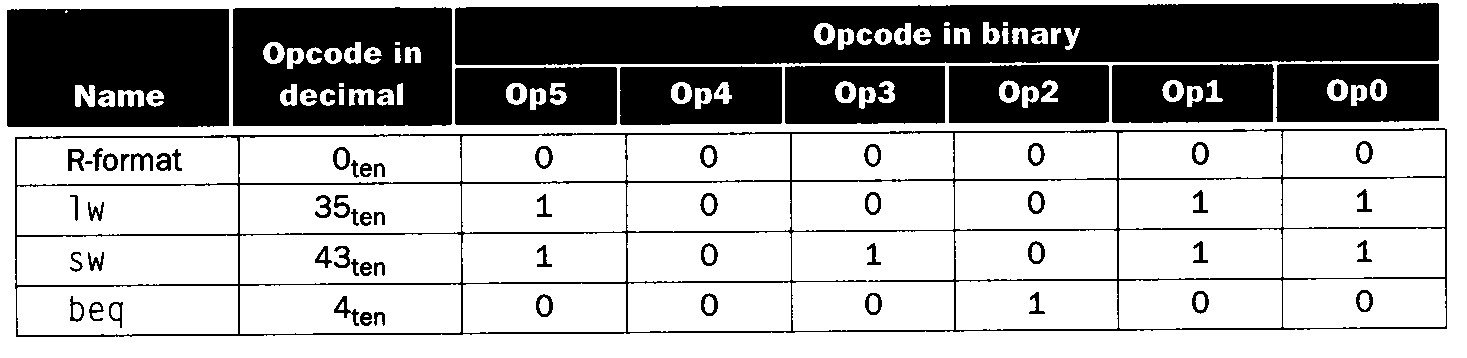 Name Opcode in decimal Opcode in binary
Op5 Op4 Op3 Op2 Op1 Op0
R-format 0ten 0 0 0 0 0 0
lw 35ten 1 0 0 0 1 1
sw 43ten 1 0 1 0 1 1
beq 4ten 0 0 0 1 0 0